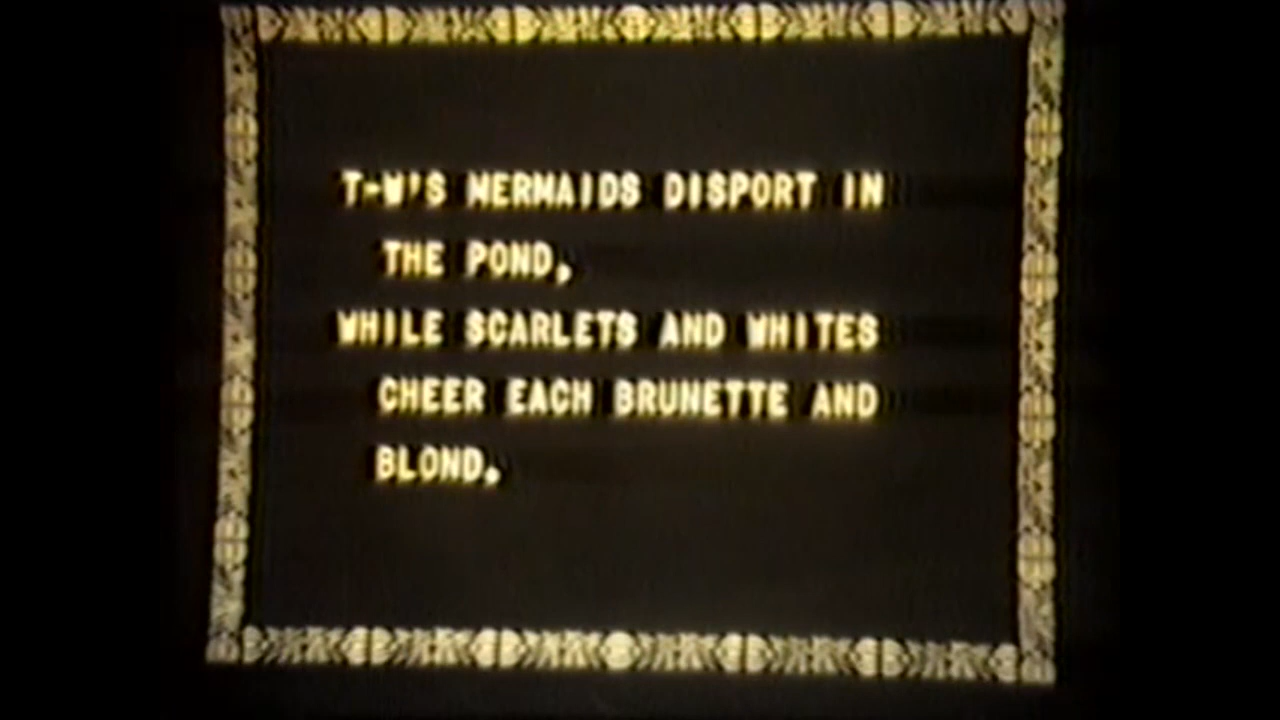 T-W'S MERMAIDS DISPORT IN
THE POND,
WHILE SCARLETS AND WHITES
CHEER EACH BRUNETTE AND
BLOND.